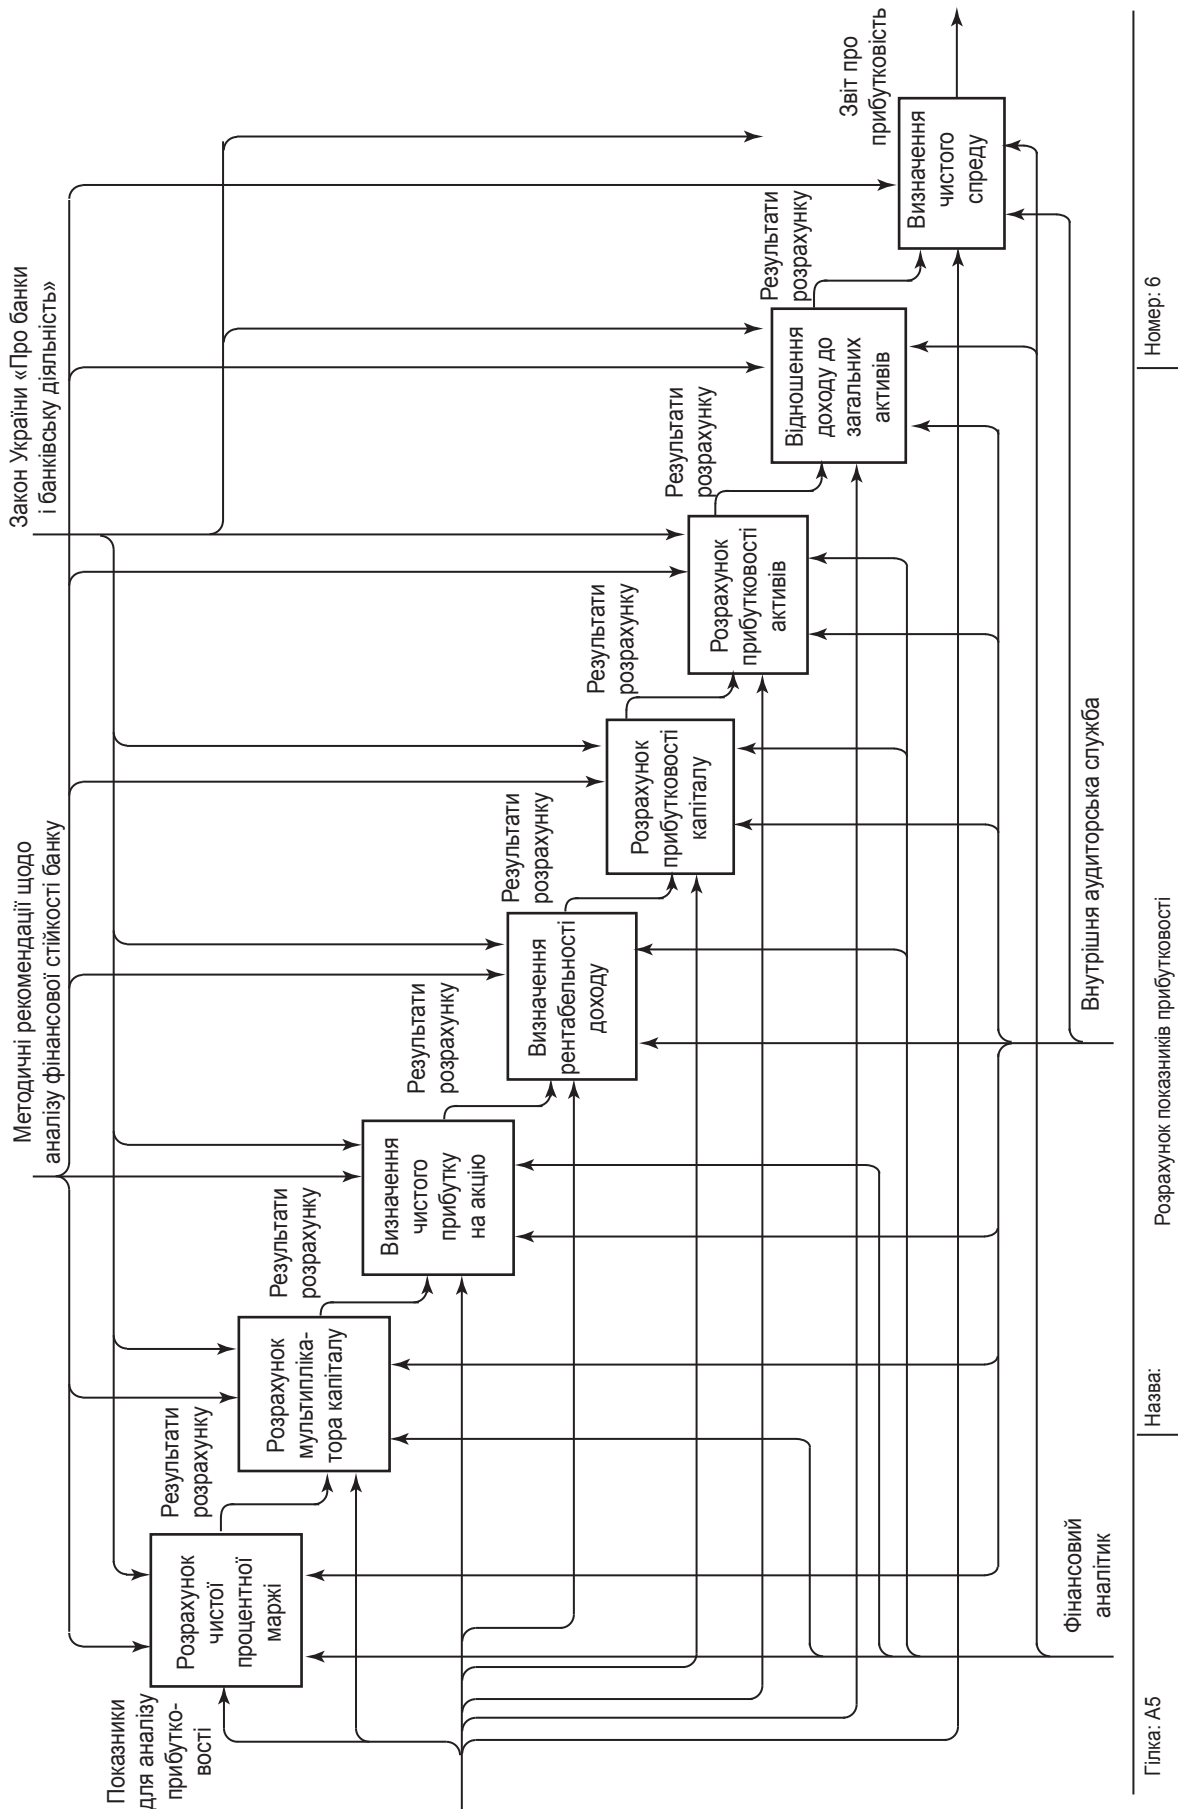 Методичні рекомендації щодо
аналізу фінансової стійкості банку
Закон України «Про банки
і банківську діяльність»
Показники
для аналізу
прибутко-
вості
Розрахунок
чистої
процентної
маржі
Результати
розрахунку
Розрахунок
мультипліка-
тора капіталу
Результати
розрахунку
Визначення
чистого
прибутку
на акцію
Результати
розрахунку
Визначення
рентабельності
доходу
Результати
розрахунку
Розрахунок
прибутковості
капіталу
Результати
розрахунку
Розрахунок
прибутковості
активів
Результати
розрахунку
Відношення
доходу до
загальних
активів
Результати
розрахунку
Визначення
чистого
спреду
Звіт про
прибутковість
Фінансовий
аналітик
Внутрішня аудиторська служба
Гілка: А5
Назва:
Розрахунок показників прибутковості
Номер: 6